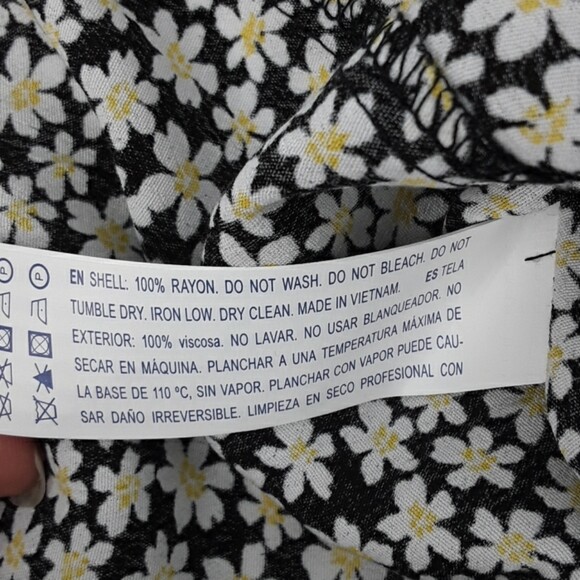 EN SHELL: 100% RAYON. DO NOT WASH. DO NOT BLEACH. DO NOT
TUMBLE DRY. IRON LOW. DRY CLEAN. MADE IN VIETNAM. ES TELA
EXTERIOR: 100% viscosa. NO LAVAR. NO USAR BLANQUEADOR. NO
SECAR EN MÁQUINA. PLANCHAR A UNA TEMPERATURA MÁXIMA DE
LA BASE DE 110 ºC, SIN VAPOR. PLANCHAR CON VAPOR PUEDE CAU-
SAR DAÑO IRREVERSIBLE. LIMPIEZA EN SECO PROFESIONAL CON
P
P